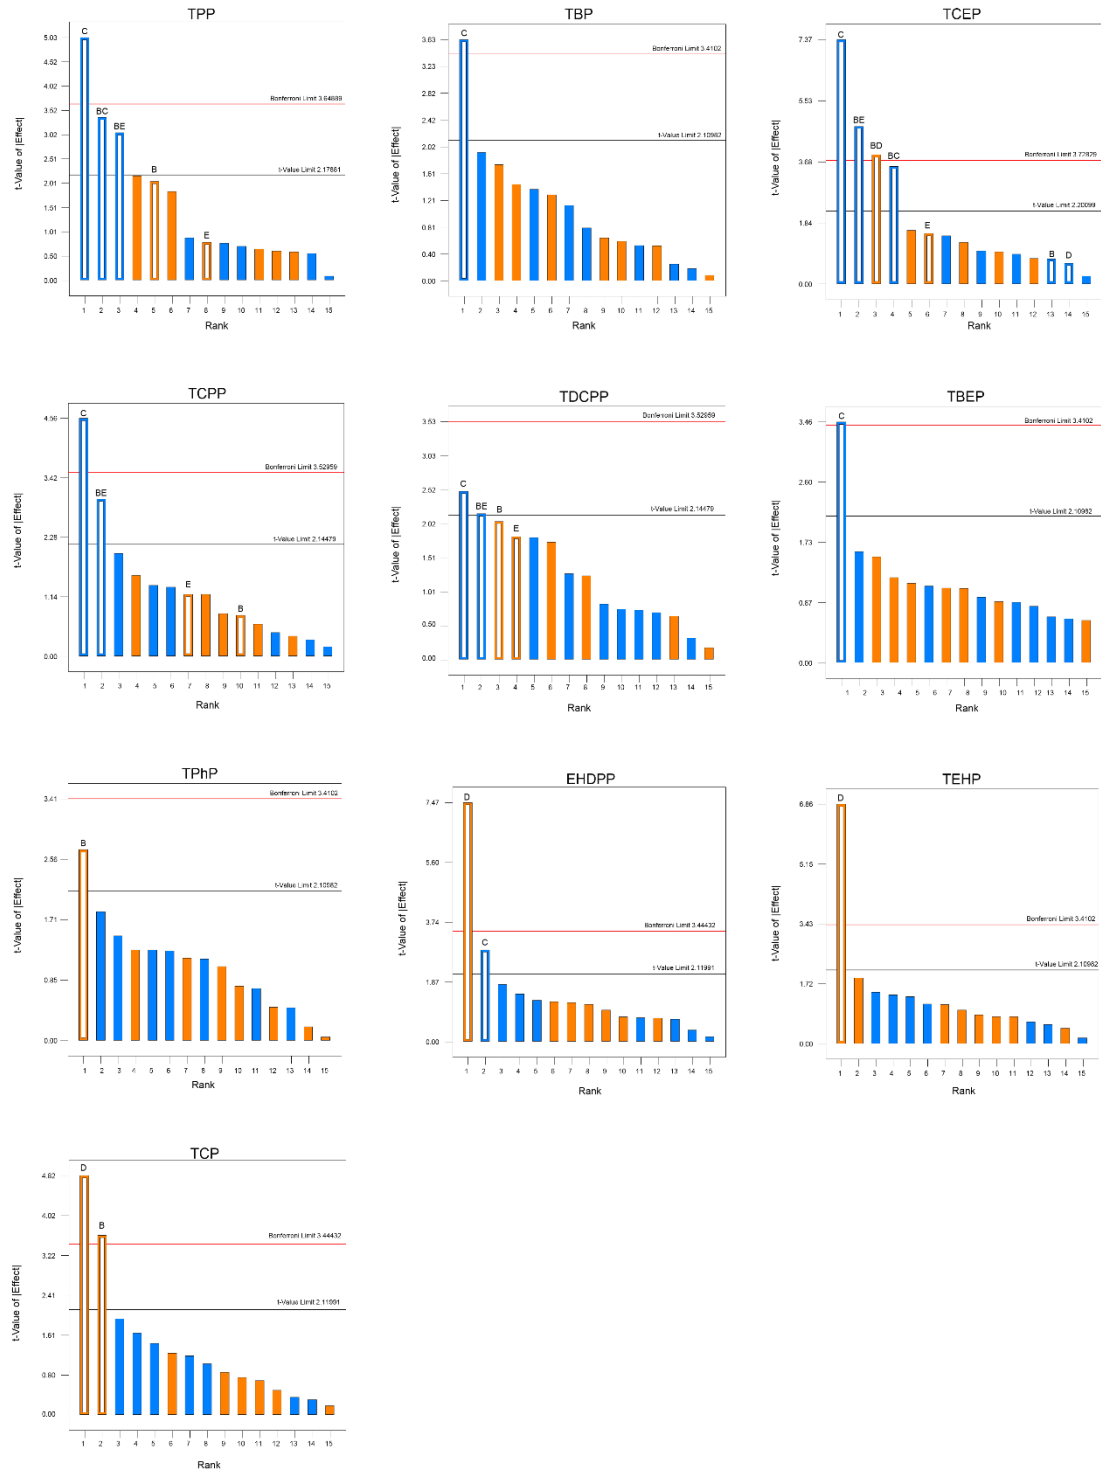 TPP
t-Value of |Effect|
5.03
4.52
4.02
3.52
3.02
2.51
2.01
1.51
1.01
0.50
0.00
C
BC
BE
B
E
Bonferroni Limit 3.64888
t-Value Limit 2.17881
1 2 3 4 5 6 7 8 9 10 11 12 13 14 15
Rank
TBP
t-Value of |Effect|
3.63
3.23
2.82
2.42
2.02
1.61
1.21
0.81
0.40
0.00
C
Bonferroni Limit 3.4102
t-Value Limit 2.10982
1 2 3 4 5 6 7 8 9 10 11 12 13 14 15
Rank
TCEP
t-Value of |Effect|
7.37
5.53
3.68
1.84
0.00
C
BE
BD
BC
E
B
D
Bonferroni Limit 3.72879
t-Value Limit 2.20099
1 2 3 4 5 6 7 8 9 10 11 12 13 14 15
Rank
TCPP
t-Value of |Effect|
4.56
3.42
2.28
1.14
0.00
C
BE
E
B
Bonferroni Limit 3.52959
t-Value Limit 2.14479
1 2 3 4 5 6 7 8 9 10 11 12 13 14 15
Rank
TDCPP
t-Value of |Effect|
3.53
3.03
2.52
2.02
1.51
1.01
0.50
0.00
C
BE
B
E
Bonferroni Limit 3.52959
t-Value Limit 2.14479
1 2 3 4 5 6 7 8 9 10 11 12 13 14 15
Rank
TBEP
t-Value of |Effect|
3.46
2.60
1.73
0.87
0.00
C
Bonferroni Limit 3.4102
t-Value Limit 2.10982
1 2 3 4 5 6 7 8 9 10 11 12 13 14 15
Rank
TPhP
t-Value of |Effect|
3.41
2.56
1.71
0.85
0.00
B
Bonferroni Limit 3.4102
t-Value Limit 2.10982
1 2 3 4 5 6 7 8 9 10 11 12 13 14 15
Rank
EHDPP
t-Value of |Effect|
7.47
5.60
3.74
1.87
0.00
D
C
Bonferroni Limit 3.44432
t-Value Limit 2.11991
1 2 3 4 5 6 7 8 9 10 11 12 13 14 15
Rank
TEHP
t-Value of |Effect|
6.86
5.15
3.43
1.72
0.00
D
Bonferroni Limit 3.4102
t-Value Limit 2.10982
1 2 3 4 5 6 7 8 9 10 11 12 13 14 15
Rank
TCP
t-Value of |Effect|
4.82
4.02
3.22
2.41
1.61
0.80
0.00
D
B
Bonferroni Limit 3.44432
t-Value Limit 2.11991
1 2 3 4 5 6 7 8 9 10 11 12 13 14 15
Rank